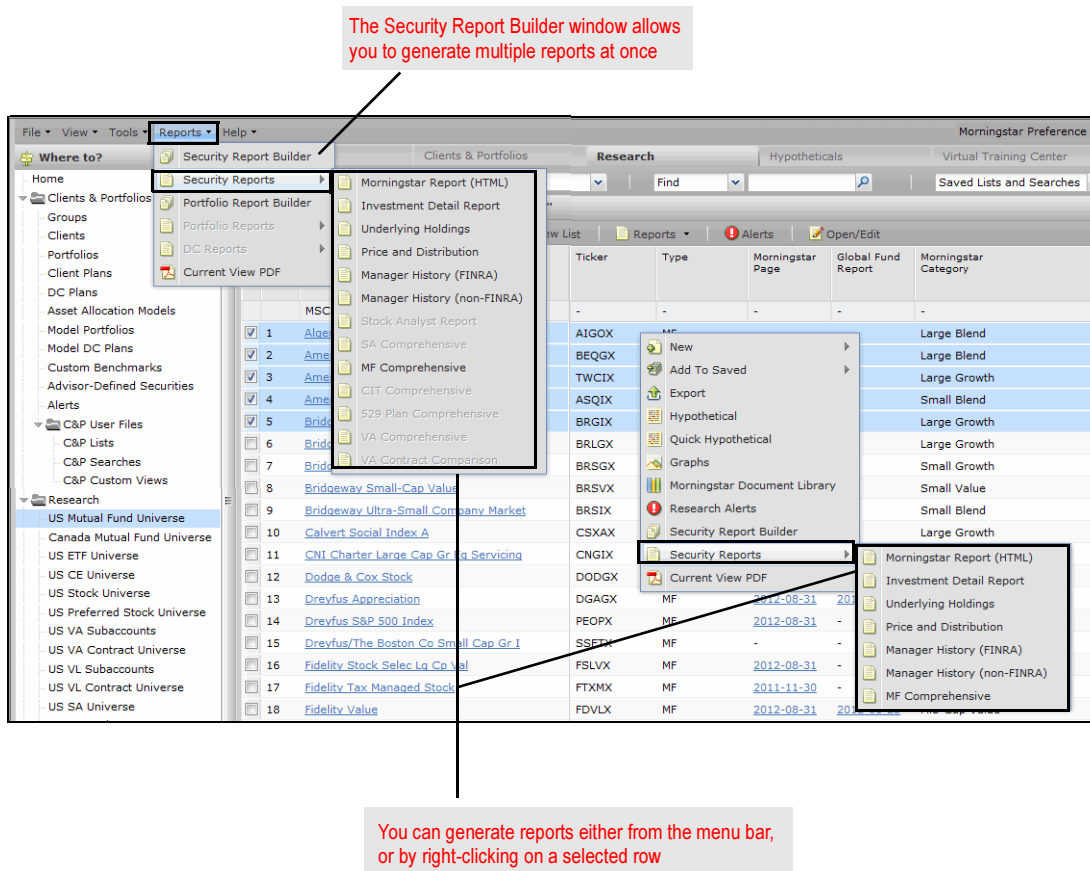 The Security Report Builder window allows
you to generate multiple reports at once
File View Tools Reports Help
Morningstar Preference
Where to?
Clients & Portfolios
Research
Hypotheticals
Virtual Training Center
Find
Saved Lists and Searches
Security Report Builder
Security Reports
Portfolio Report Builder
Portfolio Reports
DC Reports
Current View PDF
Morningstar Report (HTML)
Investment Detail Report
Underlying Holdings
Price and Distribution
Manager History (FINRA)
Manager History (non-FINRA)
Stock Analyst Report
SA Comprehensive
MF Comprehensive
CIT Comprehensive
529 Plan Comprehensive
VA Comprehensive
VA Contract Comparison
List Reports Alerts Open/Edit
Home
Clients & Portfolios
Groups
Clients
Portfolios
Client Plans
DC Plans
Asset Allocation Models
Model Portfolios
Model DC Plans
Custom Benchmarks
Advisor-Defined Securities
Alerts
C&P User Files
C&P Lists
C&P Searches
C&P Custom Views
Research
US Mutual Fund Universe
Canada Mutual Fund Universe
US ETF Universe
US CE Universe
US Stock Universe
US Preferred Stock Universe
US VA Subaccounts
US VA Contract Universe
US VL Subaccounts
US VL Contract Universe
US SA Universe
Ticker Type Morningstar Page Global Fund Report Morningstar Category
MSC - - - - -
1 AIGOX MF Large Blend
2 BEQGX Large Blend
3 TWCIX Large Growth
4 ASQIX Small Blend
5 BRGIX Large Growth
6 BRLGX Large Growth
7 BRSGX Small Growth
8 Bridgeway Small-Cap Value BRSVX Small Value
9 Bridgeway Ultra-Small Company Market BRSIX Small Blend
10 Calvert Social Index A CSXAX Large Growth
11 CNI Charter Large Cap Gr Eq Servicing CNGIX
12 Dodge & Cox Stock DODGX
13 Dreyfus Appreciation DGAGX MF 2012-08-31
14 Dreyfus S&P 500 Index PEOPX MF 2012-08-31 -
15 Dreyfus/The Boston Co Small Cap Gr I SSETX MF - -
16 Fidelity Stock Selec Lg Cp Val FSLVX MF 2012-08-31 -
17 Fidelity Tax Managed Stock FTXMX MF 2011-11-30 -
18 Fidelity Value FDVLX MF 2012-08-31
New
Add To Saved
Export
Hypothetical
Quick Hypothetical
Graphs
Morningstar Document Library
Research Alerts
Security Report Builder
Security Reports
Current View PDF
Morningstar Report (HTML)
Investment Detail Report
Underlying Holdings
Price and Distribution
Manager History (FINRA)
Manager History (non-FINRA)
MF Comprehensive
You can generate reports either from the menu bar,
or by right-clicking on a selected row